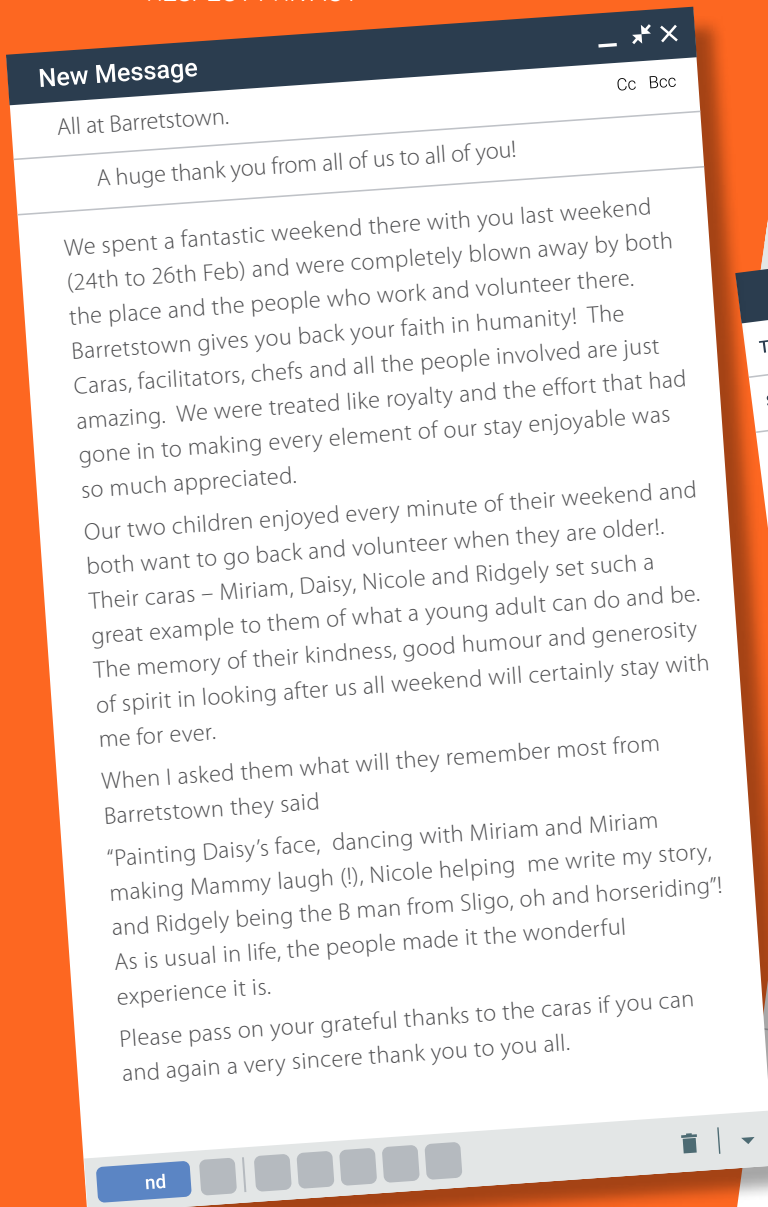 New Message
Cc Bcc
All at Barretstown.
A huge thank you from all of us to all of you!
We spent a fantastic weekend there with you last weekend
(24th to 26th Feb) and were completely blown away by both
the place and the people who work and volunteer there.
Barretstown gives you back your faith in humanity!  The
Caras, facilitators, chefs and all the people involved are just
amazing.  We were treated like royalty and the effort that had
gone in to making every element of our stay enjoyable was
so much appreciated.
Our two children enjoyed every minute of their weekend and
both want to go back and volunteer when they are older!.
Their caras – Miriam, Daisy, Nicole and Ridgely set such a
great example to them of what a young adult can do and be.
The memory of their kindness, good humour and generosity
of spirit in looking after us all weekend will certainly stay with
me for ever.
When I asked them what will they remember most from
Barretstown they said
“Painting Daisy’s face,  dancing with Miriam and Miriam
making Mammy laugh (!), Nicole helping  me write my story,
and Ridgely being the B man from Sligo, oh and horseriding”!
As is usual in life, the people made it the wonderful
experience it is.
Please pass on your grateful thanks to the caras if you can
and again a very sincere thank you to you all.
nd